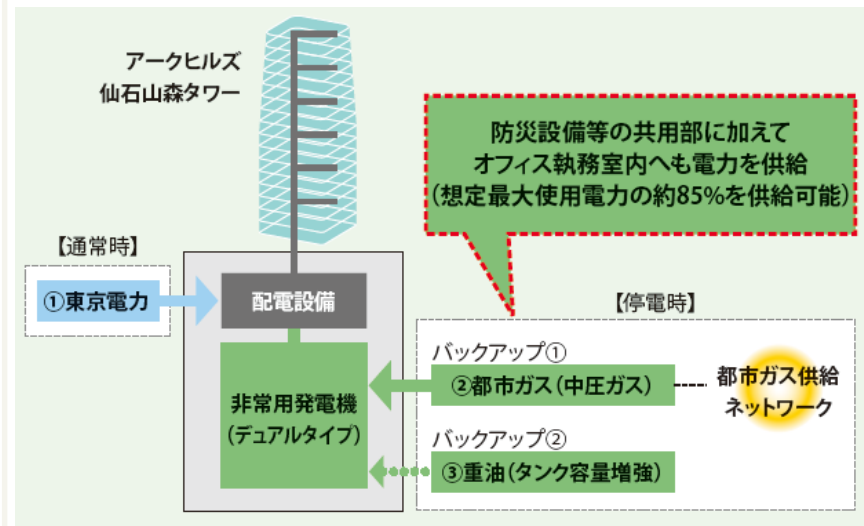 アークヒルズ
仙石山森タワー
防災設備等の共用部に加えて
オフィス執務室内へも電力を供給
(想定最大使用電力の約85%を供給可能)
【通常時】
①東京電力
配電設備
【停電時】
バックアップ①
②都市ガス(中圧ガス)
都市ガス供給
ネットワーク
非常用発電機
(デュアルタイプ)
バックアップ②
③重油(タンク容量増強)